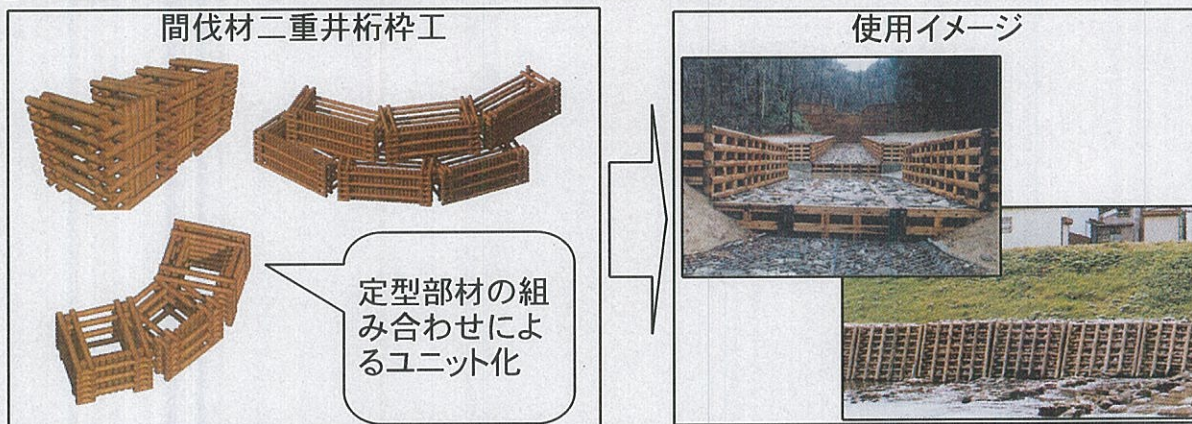 間伐材二重井桁枠工
定型部材の組
み合わせによ
るユニット化
使用イメージ